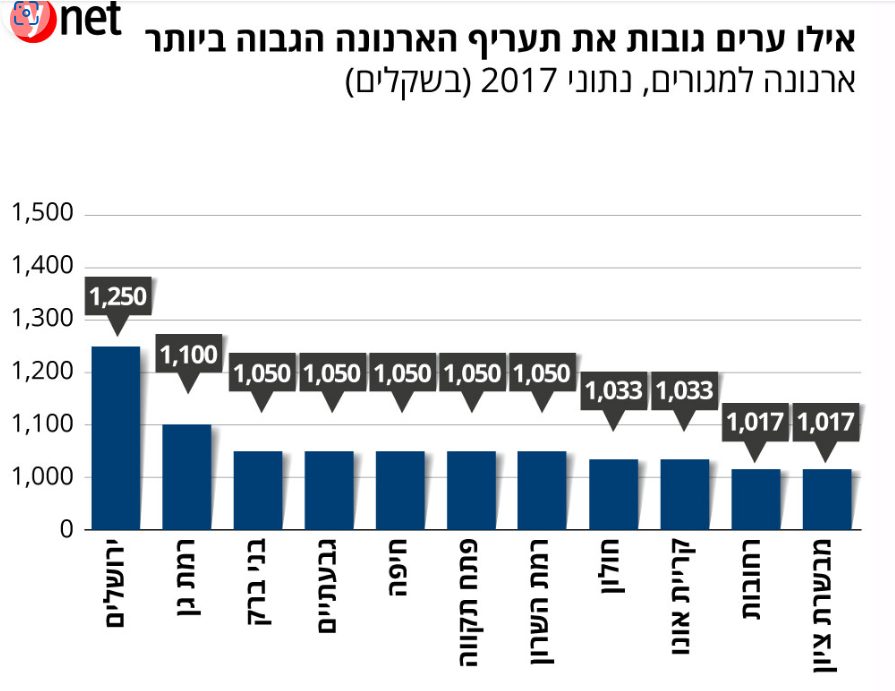 ynet
אילו ערים גובות את תעריף הארנונה הגבוה ביותר
ארנונה למגורים, נתוני 2017 (בשקלים)
1,500
1,400
1,300
1,200
1,100
1,000
0
1,250
1,100
1,050
1,050
1,050
1,050
1,050
1,033
1,033
1,017
1,017
ירושלים
רמת גן
בני ברק
גבעתיים
חיפה
פתח תקווה
רמת השרון
חולון
קריית אונו
רחובות
מבשרת ציון